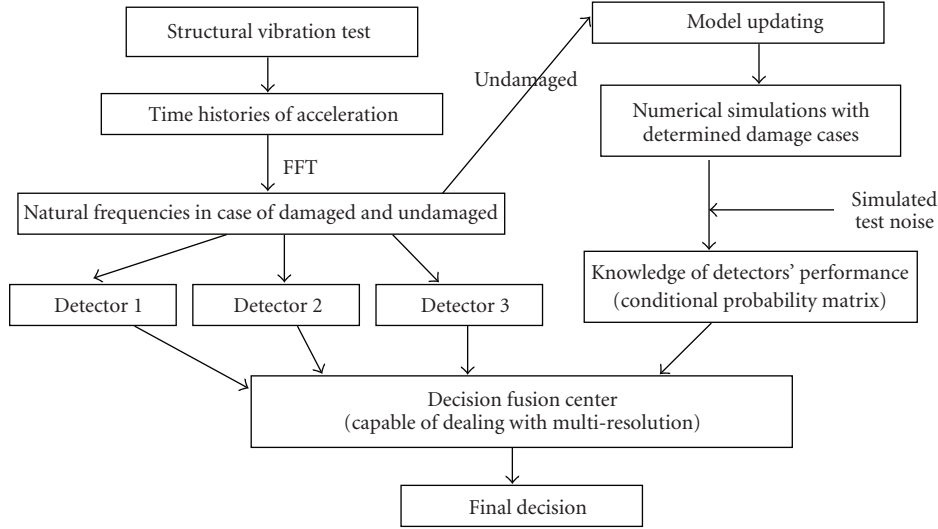 Structural vibration test
Time histories of acceleration
FFT
Natural frequencies in case of damaged and undamaged
Undamaged
Model updating
Numerical simulations with
determined damage cases
Simulated
test noise
Knowledge of detectors' performance
(conditional probability matrix)
Detector 1
Detector 2
Detector 3
Decision fusion center
(capable of dealing with multi-resolution)
Final decision